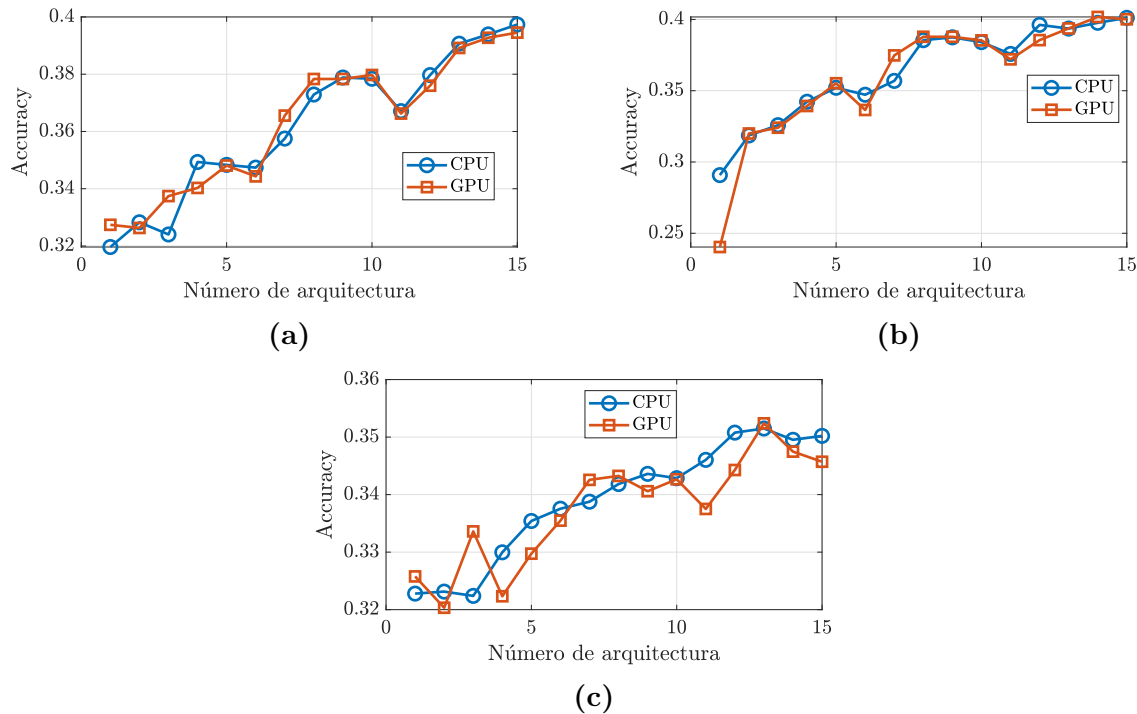 0.4
0.38
0.36
0.34
0.32
Accuracy
0 5 10 15
Número de arquitectura
CPU
GPU
(a)
0.4
0.35
0.3
0.25
Accuracy
0 5 10 15
Número de arquitectura
CPU
GPU
(b)
0.36
0.35
0.34
0.33
0.32
Accuracy
0 5 10 15
Número de arquitectura
CPU
GPU
(c)